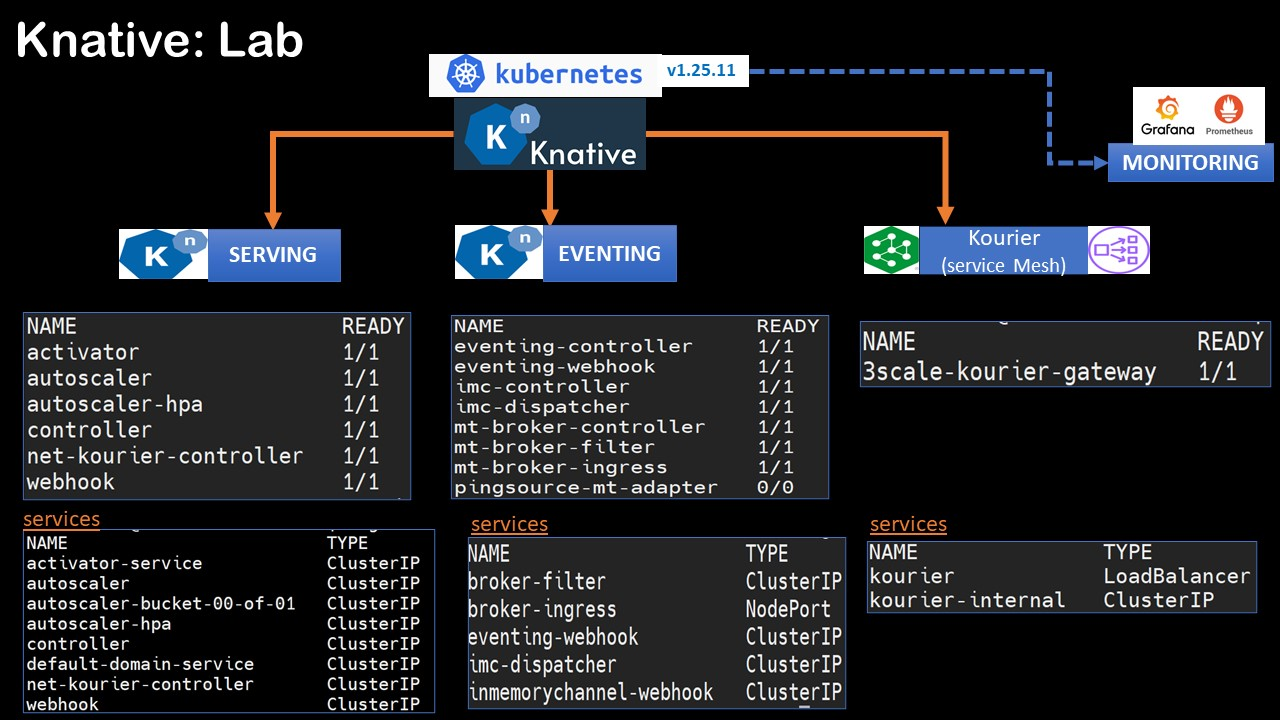 Knative: Lab
kubernetes
v1.25.11
K n Knative
Grafana
Prometheus
MONITORING
K n
SERVING
K n
EVENTING
Kourier
(service Mesh)
NAME READY
activator 1/1
autoscaler 1/1
autoscaler-hpa 1/1
controller 1/1
net-kourier-controller 1/1
webhook 1/1
NAME READY
eventing-controller 1/1
eventing-webhook 1/1
imc-controller 1/1
imc-dispatcher 1/1
mt-broker-controller 1/1
mt-broker-filter 1/1
mt-broker-ingress 1/1
pingsource-mt-adapter 0/0
NAME READY
3scale-kourier-gateway 1/1
services
NAME TYPE
activator-service ClusterIP
autoscaler ClusterIP
autoscaler-bucket-00-of-01 ClusterIP
autoscaler-hpa ClusterIP
controller ClusterIP
default-domain-service ClusterIP
net-kourier-controller ClusterIP
webhook ClusterIP
services
NAME TYPE
broker-filter ClusterIP
broker-ingress NodePort
eventing-webhook ClusterIP
imc-dispatcher ClusterIP
inmemorychannel-webhook ClusterIP
services
NAME TYPE
kourier LoadBalancer
kourier-internal ClusterIP